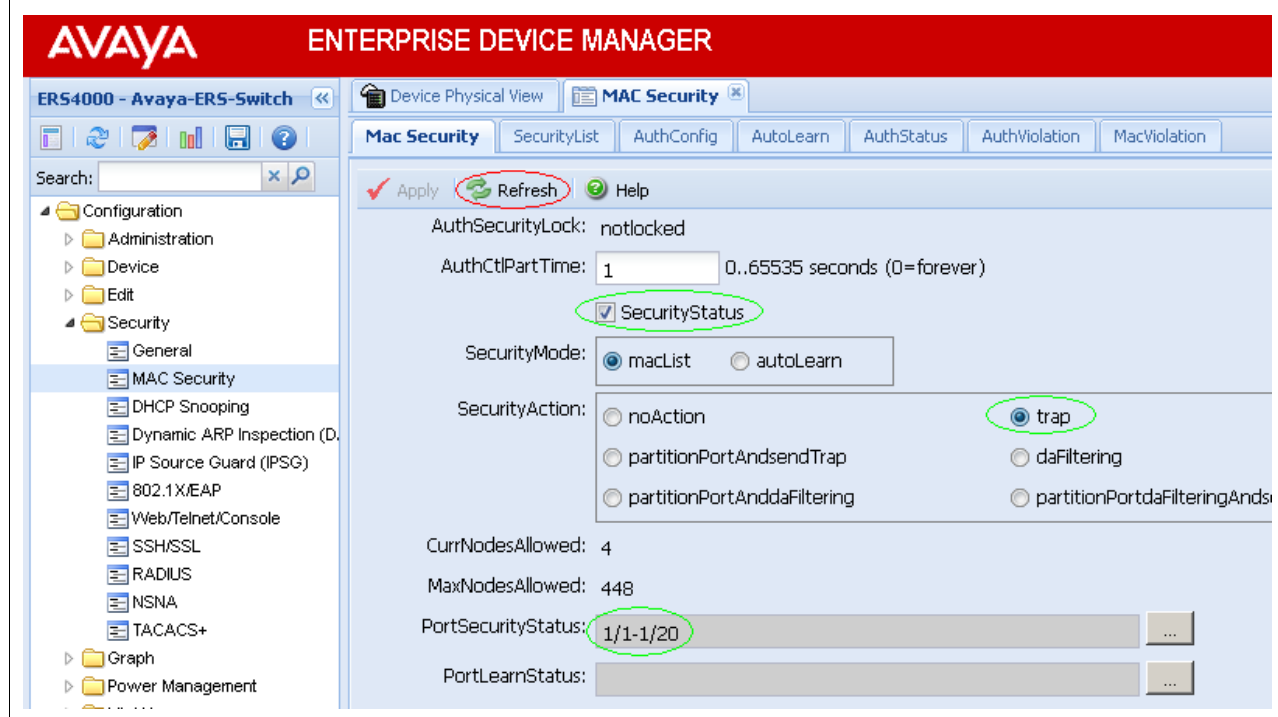 AVAYA ENTERPRISE DEVICE MANAGER
ERS4000 - Avaya-ERS-Switch
Device Physical View MAC Security
Mac Security SecurityList AuthConfig AutoLearn AuthStatus AuthViolation MacViolation
Search:
Apply Refresh Help
Configuration
Administration
Device
Edit
Security
General
MAC Security
DHCP Snooping
Dynamic ARP Inspection (D.
IP Source Guard (IPSG)
802.1X/EAP
Web/Telnet/Console
SSH/SSL
RADIUS
NSNA
TACACS+
Graph
Power Management
AuthSecurityLock: notlocked
AuthCtlPartTime: 1 0..65535 seconds (0=forever)
SecurityStatus
SecurityMode: macList autoLearn
SecurityAction: noAction trap
partitionPortAndsendTrap daFiltering
partitionPortAnddaFiltering partitionPortdaFilteringAndse
CurrNodesAllowed: 4
MaxNodesAllowed: 448
PortSecurityStatus: 1/1-1/20 ...
PortLearnStatus: ...